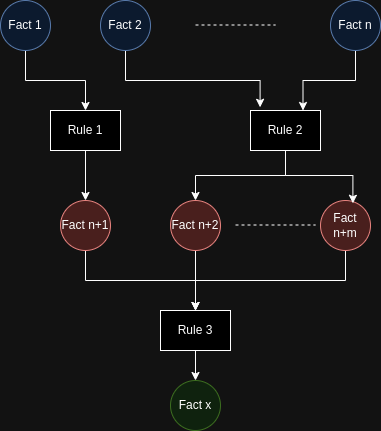 Fact 1
Fact 2
Fact n
Rule 1
Rule 2
Fact n+1
Fact n+2
Fact
n+m
Rule 3
Fact x